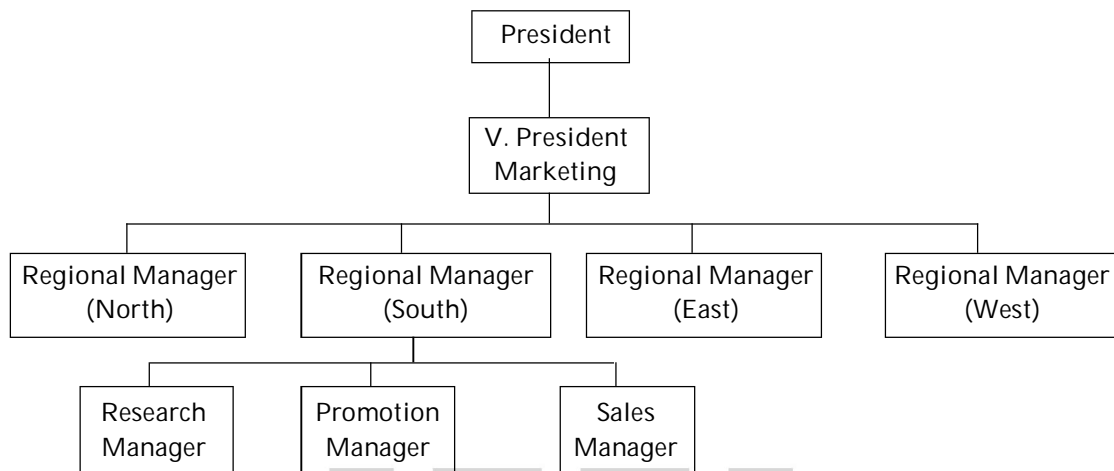 President
V. President
Marketing
Regional Manager
(North)
Regional Manager
(South)
Regional Manager
(East)
Regional Manager
(West)
Research
Manager
Promotion
Manager
Sales
Manager